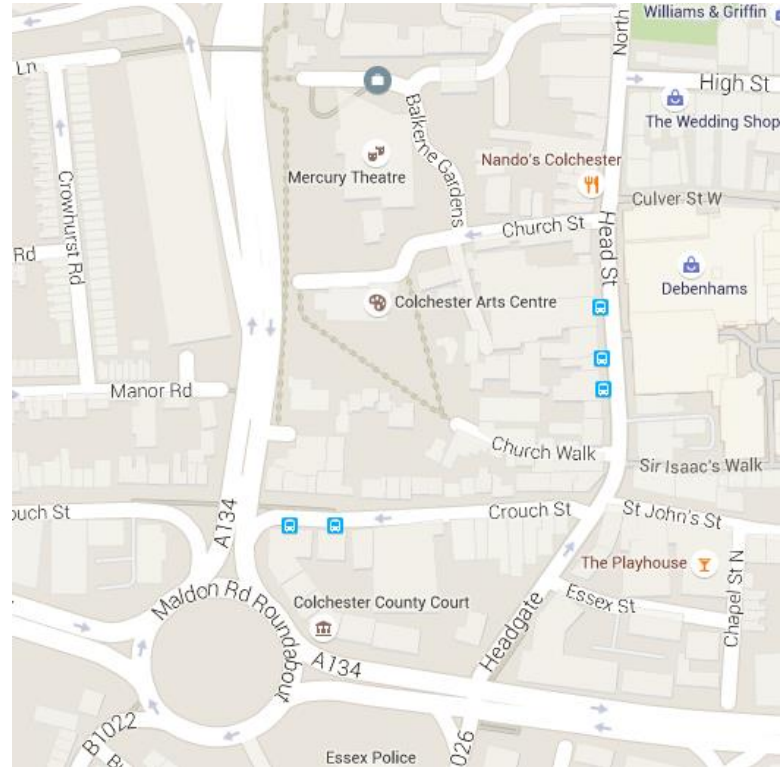 Williams & Griffin
North
Ln
High St
The Wedding Shop
Balkerne Gardens
Mercury Theatre
Nando's Colchester
Crowhurst Rd
Culver St W
Church St
Head St
Rd
Debenhams
Colchester Arts Centre
Manor Rd
Church Walk
Sir Isaac's Walk
ouch St
A134
Crouch St
St John's St
The Playhouse
Chapel St N
Essex St
Maldon Rd Roundabout
Colchester County Court
Headgate
A134
B1022
026
Essex Police